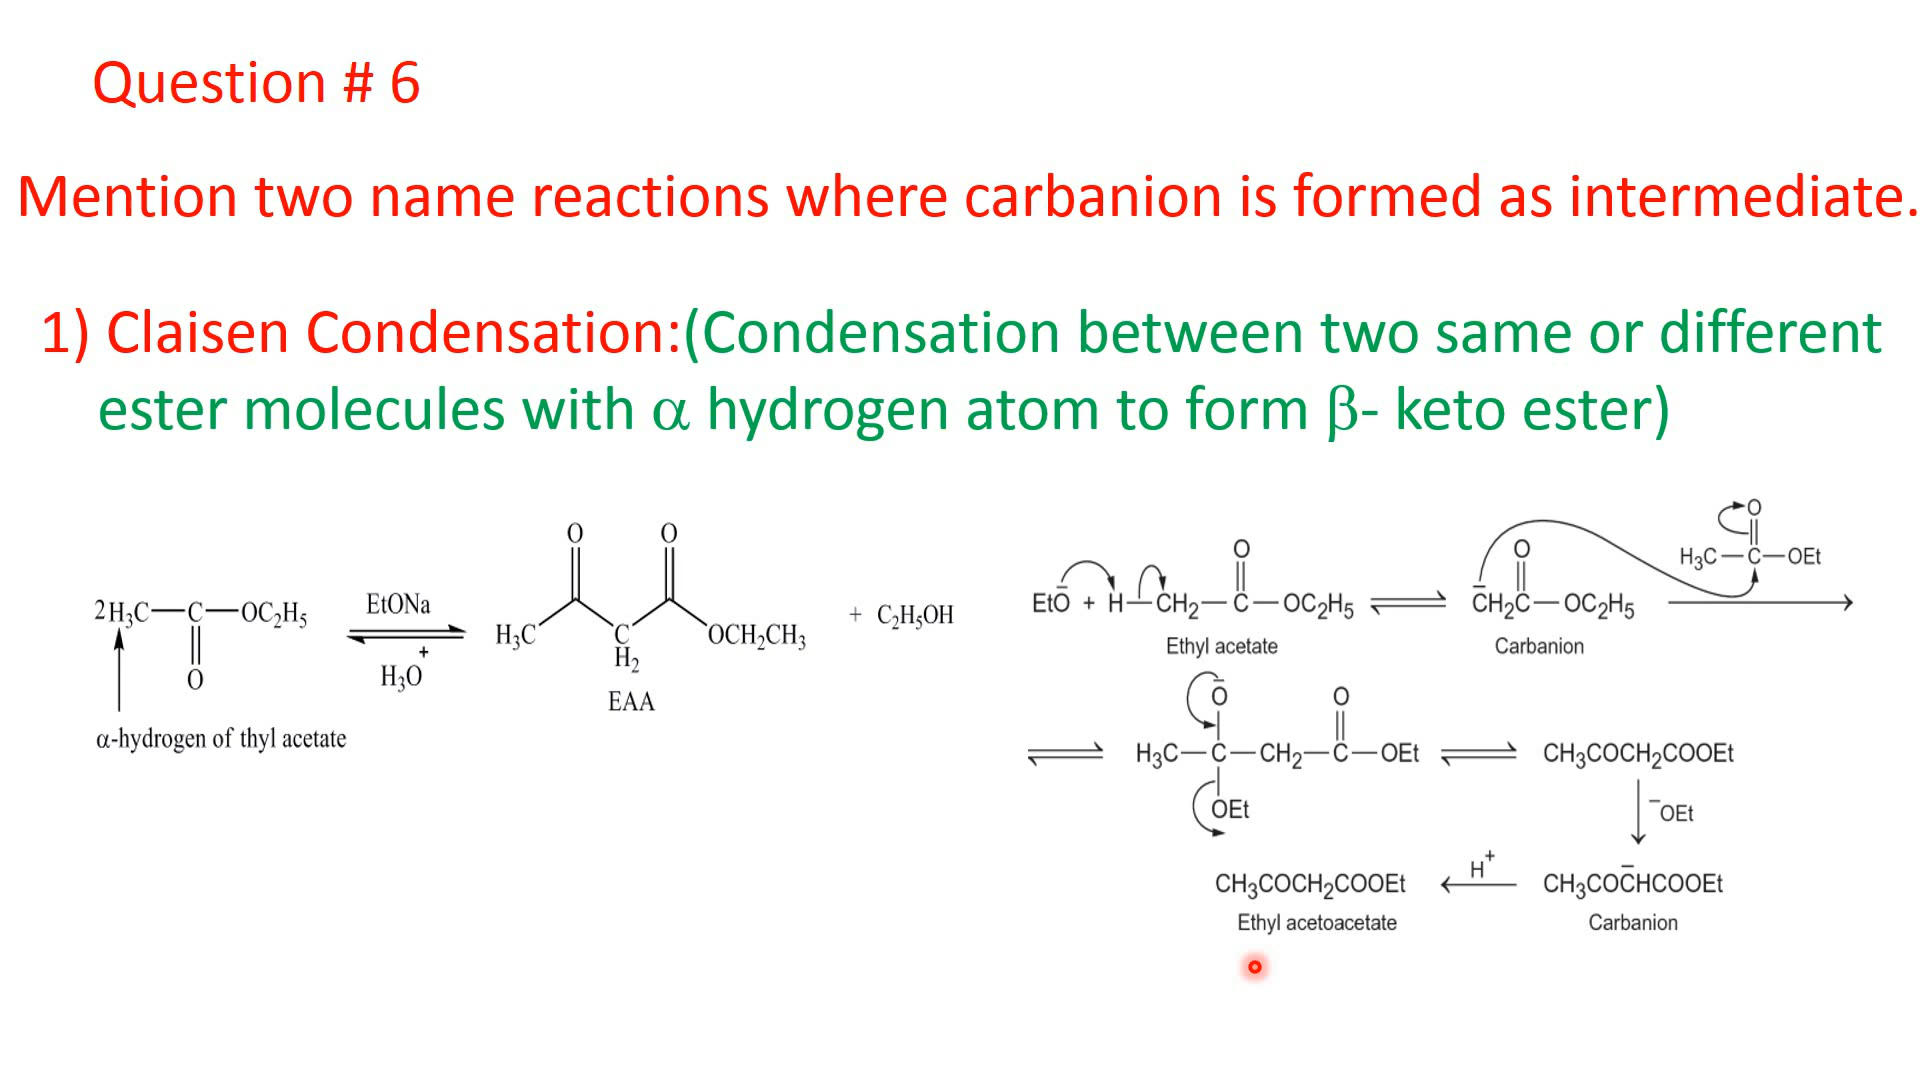 Question # 6
Mention two name reactions where carbanion is formed as intermediate.
1) Claisen Condensation:(Condensation between two same or different
ester molecules with α hydrogen atom to form β- keto ester)
2H₃C—C—OC₂H₅
O
α-hydrogen of thyl acetate
EtONa
H₃O⁺
O O
H₃C C OCH₂CH₃
H₂
EAA
+ C₂H₅OH
O
EtO⁻ + H—CH₂—C—OC₂H₅
Ethyl acetate
O
C̄H₂C—OC₂H₅
Carbanion
O
H₃C—C—OEt
O⁻ O
H₃C—C—CH₂—C—OEt
OEt
CH₃COCH₂COOEt
⁻OEt
CH₃COC̄HCOOEt
Carbanion
H⁺
CH₃COCH₂COOEt
Ethyl acetoacetate